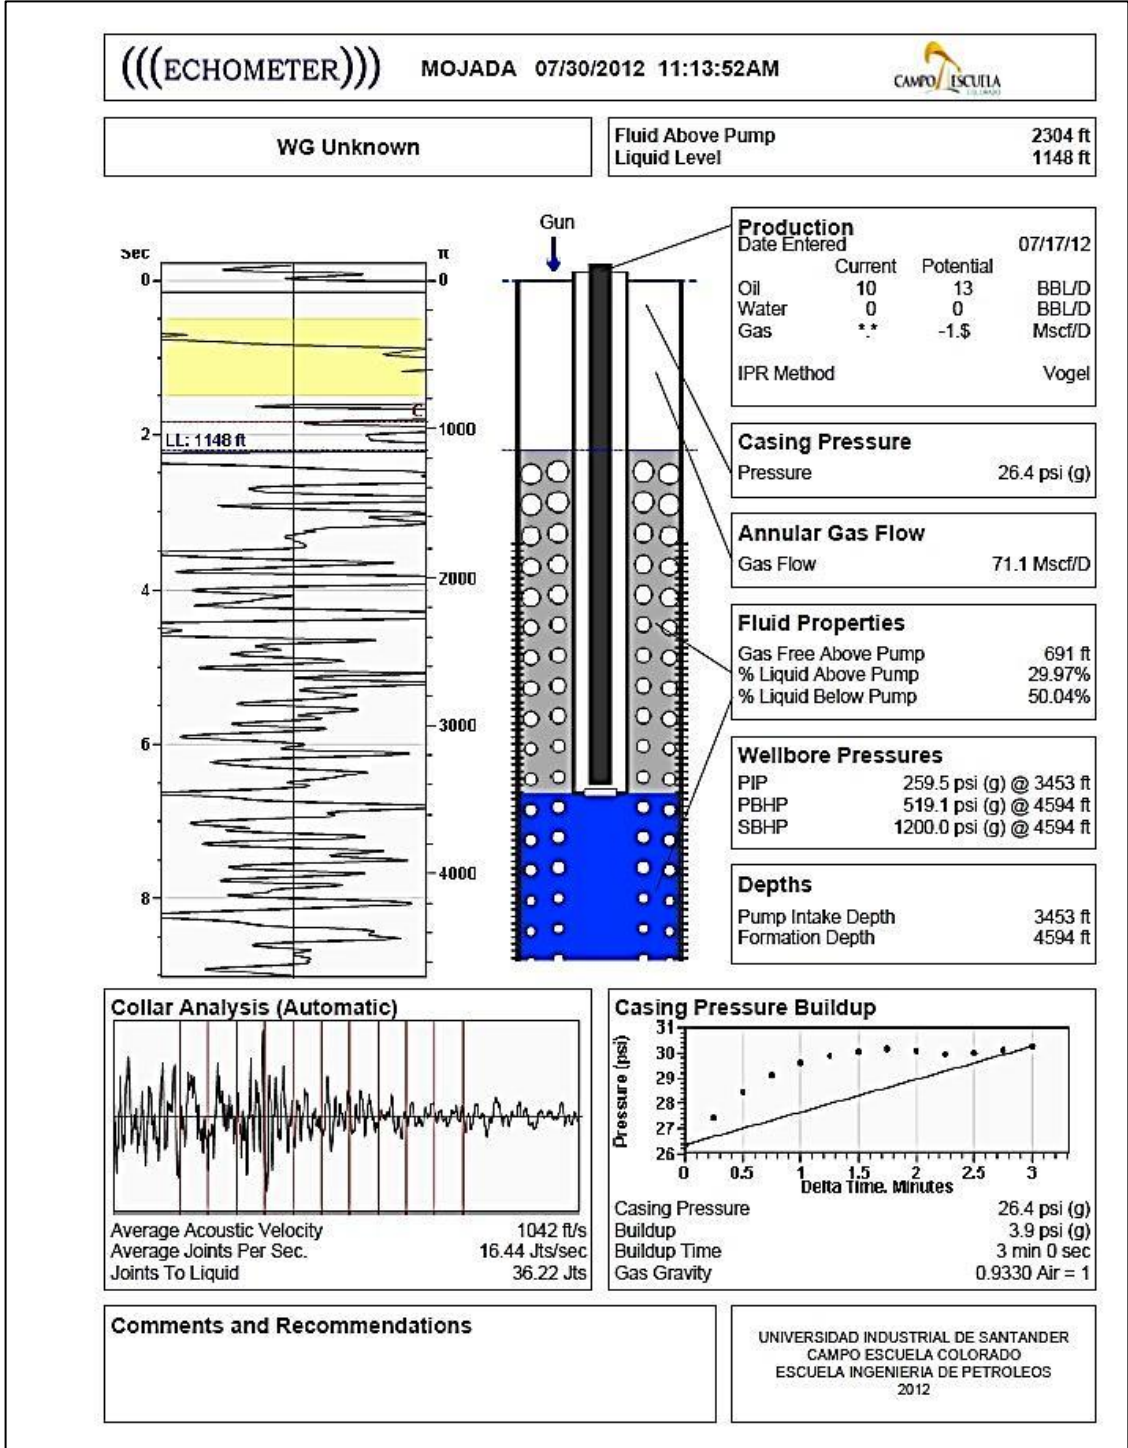 (((ECHOMETER))) MOJADA 07/30/2012 11:13:52AM
CAMPO ESCUELA
COLORADO
WG Unknown
Fluid Above Pump 2304 ft
Liquid Level 1148 ft
Sec ft
0 0
C
1000
2
LL: 1148 ft
2000
4
3000
6
4000
8
Gun
Production
Date Entered 07/17/12
Current Potential
Oil 10 13 BBL/D
Water 0 0 BBL/D
Gas *.* -1.$ Mscf/D
IPR Method Vogel
Casing Pressure
Pressure 26.4 psi (g)
Annular Gas Flow
Gas Flow 71.1 Mscf/D
Fluid Properties
Gas Free Above Pump 691 ft
% Liquid Above Pump 29.97%
% Liquid Below Pump 50.04%
Wellbore Pressures
PIP 259.5 psi (g) @ 3453 ft
PBHP 519.1 psi (g) @ 4594 ft
SBHP 1200.0 psi (g) @ 4594 ft
Depths
Pump Intake Depth 3453 ft
Formation Depth 4594 ft
Collar Analysis (Automatic)
Average Acoustic Velocity 1042 ft/s
Average Joints Per Sec. 16.44 Jts/sec
Joints To Liquid 36.22 Jts
Casing Pressure Buildup
Pressure (psi)
31
30
29
28
27
26
0 0.5 1 1.5 2 2.5 3
Delta Time. Minutes
Casing Pressure 26.4 psi (g)
Buildup 3.9 psi (g)
Buildup Time 3 min 0 sec
Gas Gravity 0.9330 Air = 1
Comments and Recommendations
UNIVERSIDAD INDUSTRIAL DE SANTANDER
CAMPO ESCUELA COLORADO
ESCUELA INGENIERIA DE PETROLEOS
2012